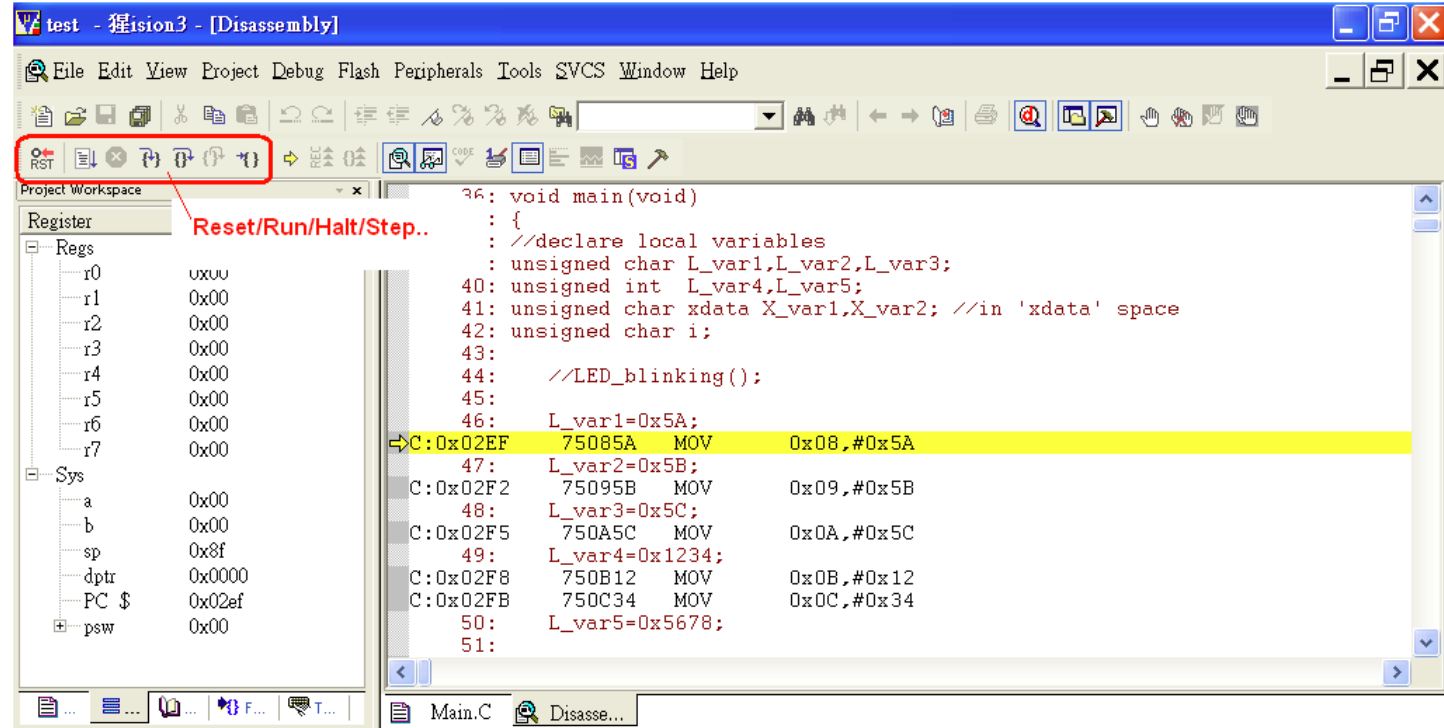 test - 猩ision3 - [Disassembly]
File Edit View Project Debug Flash Peripherals Tools SVCS Window Help
RST
CODE
Project Workspace
Reset/Run/Halt/Step..
Register
Regs
r0 0x00
r1 0x00
r2 0x00
r3 0x00
r4 0x00
r5 0x00
r6 0x00
r7 0x00
Sys
a 0x00
b 0x00
sp 0x8f
dptr 0x0000
PC $ 0x02ef
psw 0x00
... ... ... F... T...
36: void main(void)
: {
: //declare local variables
: unsigned char L_var1,L_var2,L_var3;
40: unsigned int L_var4,L_var5;
41: unsigned char xdata X_var1,X_var2; //in 'xdata' space
42: unsigned char i;
43:
44: //LED_blinking();
45:
46: L_var1=0x5A;
C:0x02EF 75085A MOV 0x08,#0x5A
47: L_var2=0x5B;
C:0x02F2 75095B MOV 0x09,#0x5B
48: L_var3=0x5C;
C:0x02F5 750A5C MOV 0x0A,#0x5C
49: L_var4=0x1234;
C:0x02F8 750B12 MOV 0x0B,#0x12
C:0x02FB 750C34 MOV 0x0C,#0x34
50: L_var5=0x5678;
51:
Main.C Disasse...